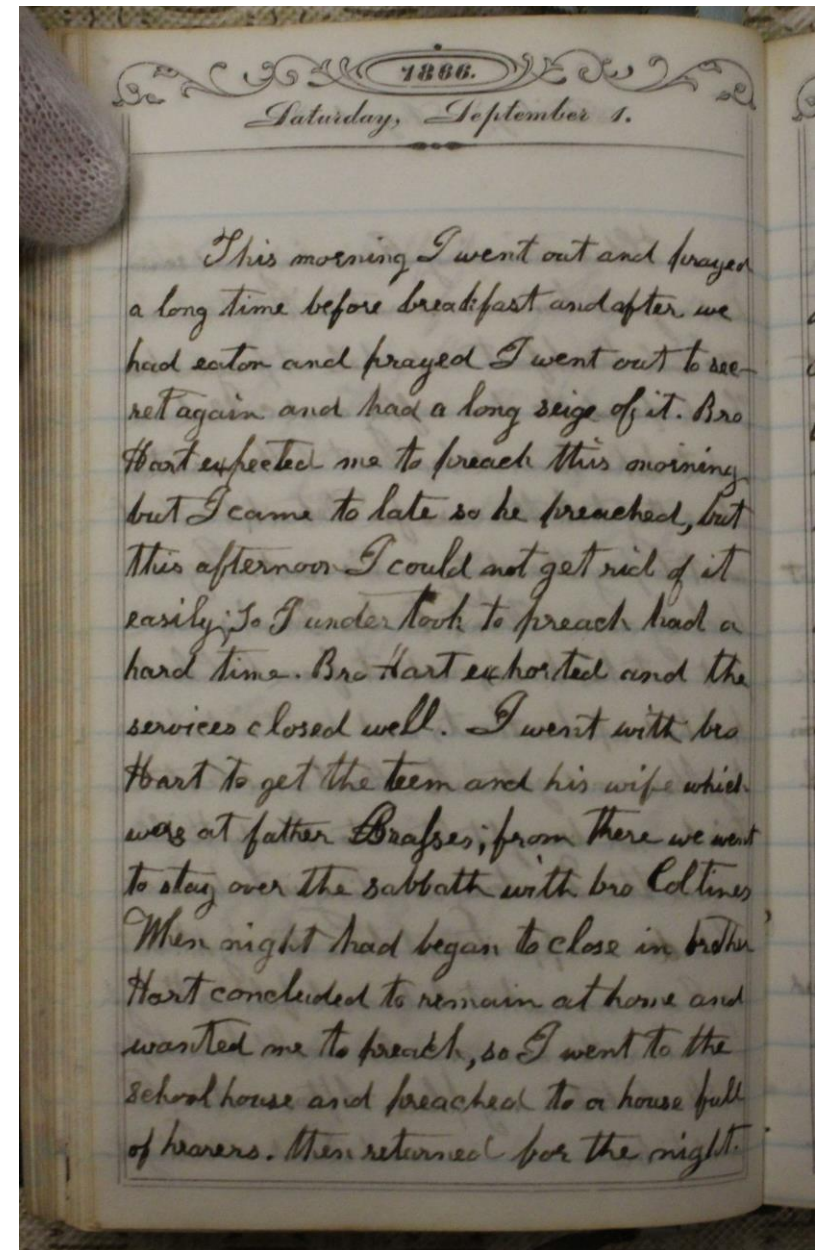 1866.
Saturday, September 1.
This morning I went out and prayed
a long time before breakfast and after we
had eaton and prayed I went out to see-
ret again and had a long seige of it. Bro
Hart expected me to preach this morning
but I came to late so he preached, but
this afternoon I could not get rid of it
easily; So I under took to preach had a
hard time. Bro Hart exhorted and the
services closed well. I went with bro
Hart to get the teem and his wife which
were at father Brasses; from there we went
to stay over the sabbath with bro
When night had began to close in brother
Hart concluded to remain at home and
wanted me to preach, so I went to the
School house and preached to a house full
of hearers. then returned for the night.